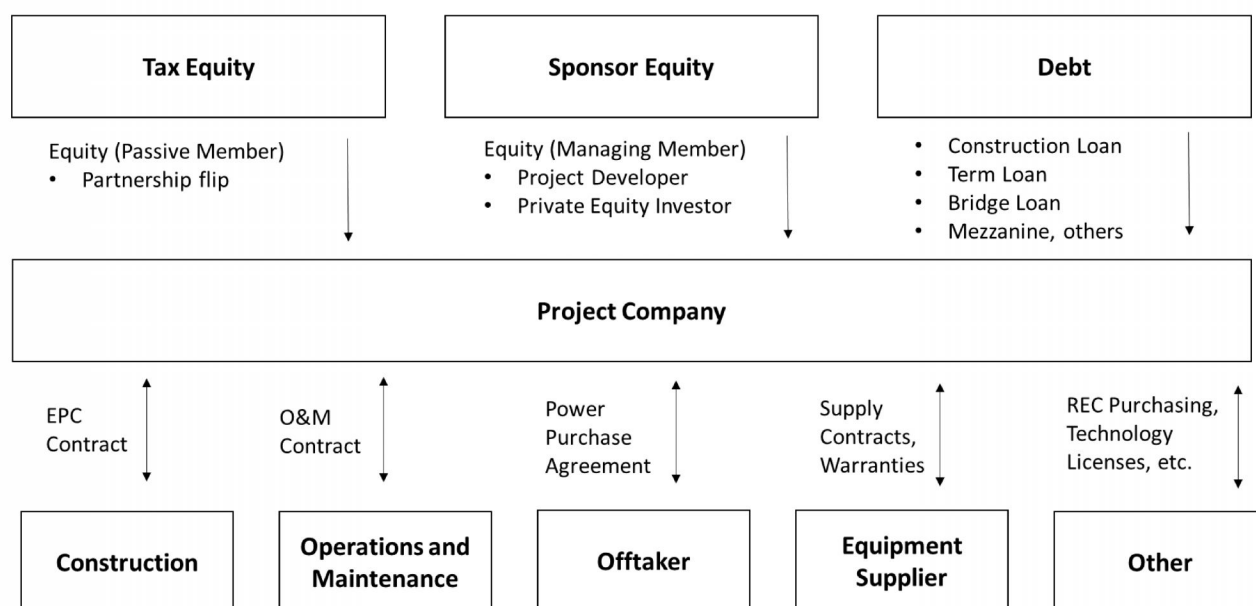 Tax Equity
Sponsor Equity
Debt
Equity (Passive Member)
• Partnership flip
Equity (Managing Member)
• Project Developer
• Private Equity Investor
• Construction Loan
• Term Loan
• Bridge Loan
• Mezzanine, others
Project Company
EPC
Contract
O&M
Contract
Power
Purchase
Agreement
Supply
Contracts,
Warranties
REC Purchasing,
Technology
Licenses, etc.
Construction
Operations and
Maintenance
Offtaker
Equipment
Supplier
Other